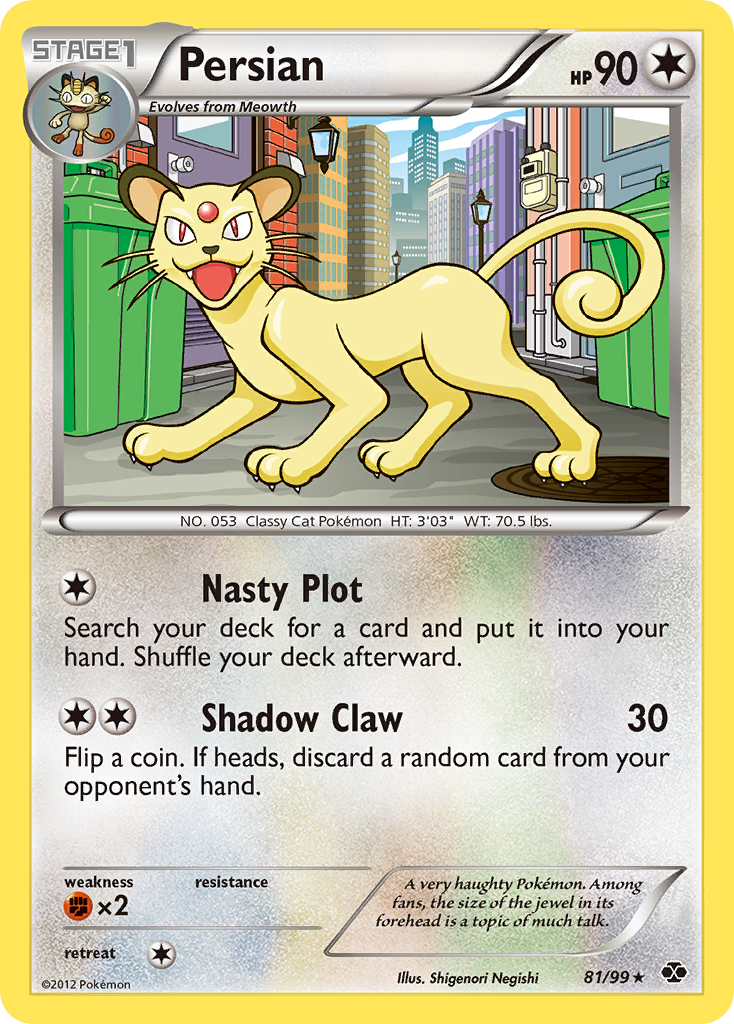 STAGE1
Persian
HP 90
Evolves from Meowth
NO. 053 Classy Cat Pokémon HT: 3'03" WT: 70.5 lbs.
Nasty Plot
Search your deck for a card and put it into your
hand. Shuffle your deck afterward.
Shadow Claw 30
Flip a coin. If heads, discard a random card from your
opponent's hand.
weakness resistance
×2
A very haughty Pokémon. Among
fans, the size of the jewel in its
forehead is a topic of much talk.
retreat
©2012 Pokémon
Illus. Shigenori Negishi
81/99★